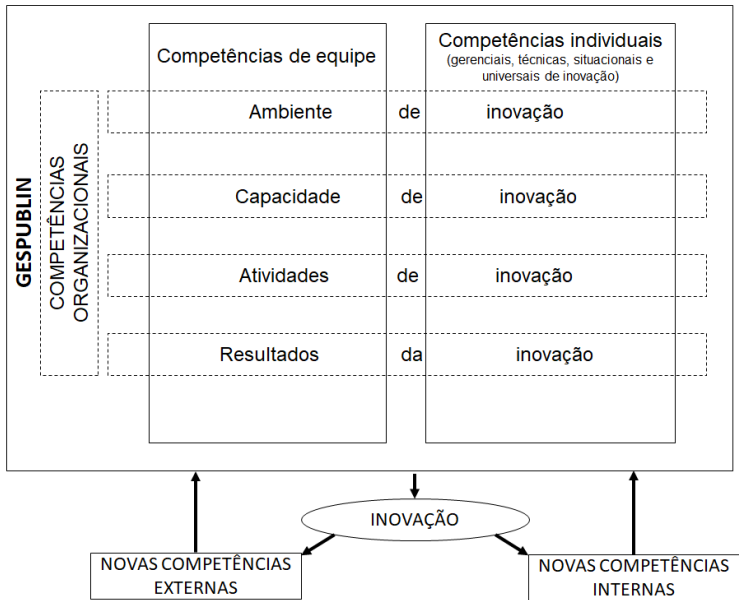 Competências de equipe
Competências individuais
(gerenciais, técnicas, situacionais e
universais de inovação)
GESPUBLIN
COMPETÊNCIAS
ORGANIZACIONAIS
Ambiente de inovação
Capacidade de inovação
Atividades de inovação
Resultados da inovação
INOVAÇÃO
NOVAS COMPETÊNCIAS
EXTERNAS
NOVAS COMPETÊNCIAS
INTERNAS